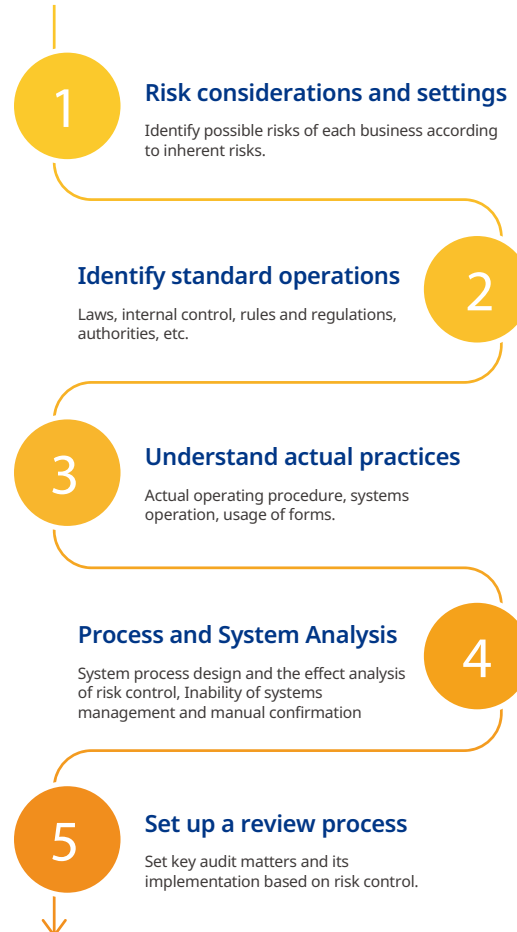 1
Risk considerations and settings
Identify possible risks of each business according
to inherent risks.
Identify standard operations
2
Laws, internal control, rules and regulations,
authorities, etc.
3
Understand actual practices
Actual operating procedure, systems
operation, usage of forms.
Process and System Analysis
4
System process design and the effect analysis
of risk control, Inability of systems
management and manual confirmation
5
Set up a review process
Set key audit matters and its
implementation based on risk control.